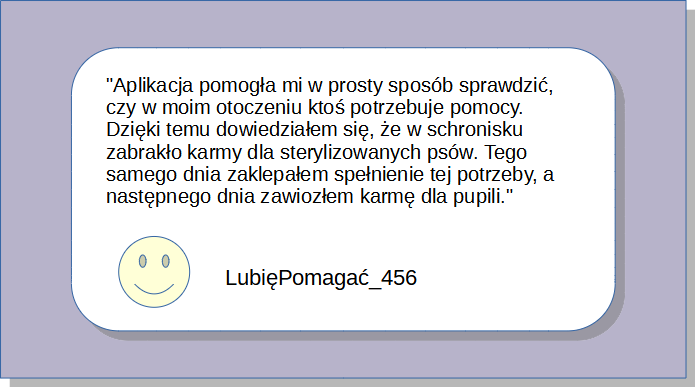 "Aplikacja pomogła mi w prosty sposób sprawdzić,
czy w moim otoczeniu ktoś potrzebuje pomocy.
Dzięki temu dowiedziałem się, że w schronisku
zabrakło karmy dla sterylizowanych psów. Tego
samego dnia zaklepałem spełnienie tej potrzeby, a
następnego dnia zawiozłem karmę dla pupili."
LubięPomagać_456